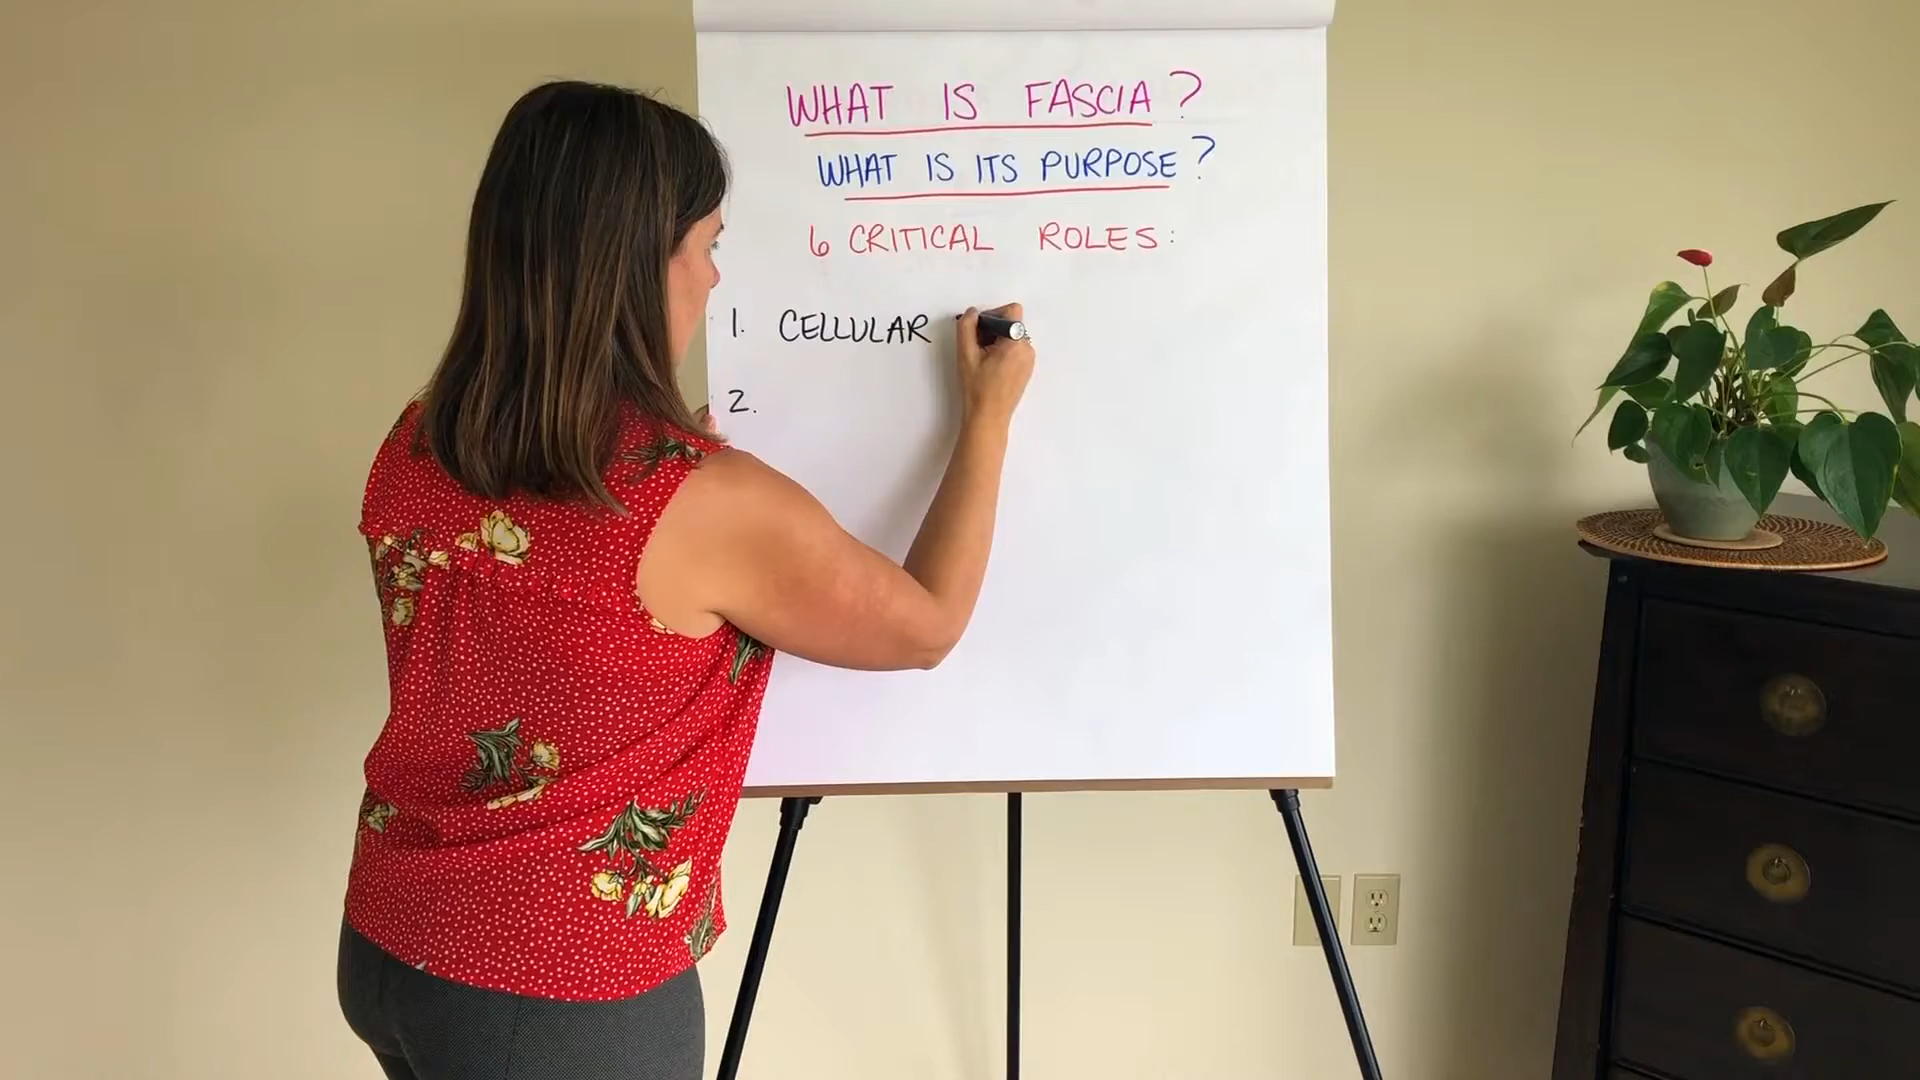 WHAT IS FASCIA?
WHAT IS ITS PURPOSE?
6 CRITICAL ROLES:
1. CELLULAR
2.